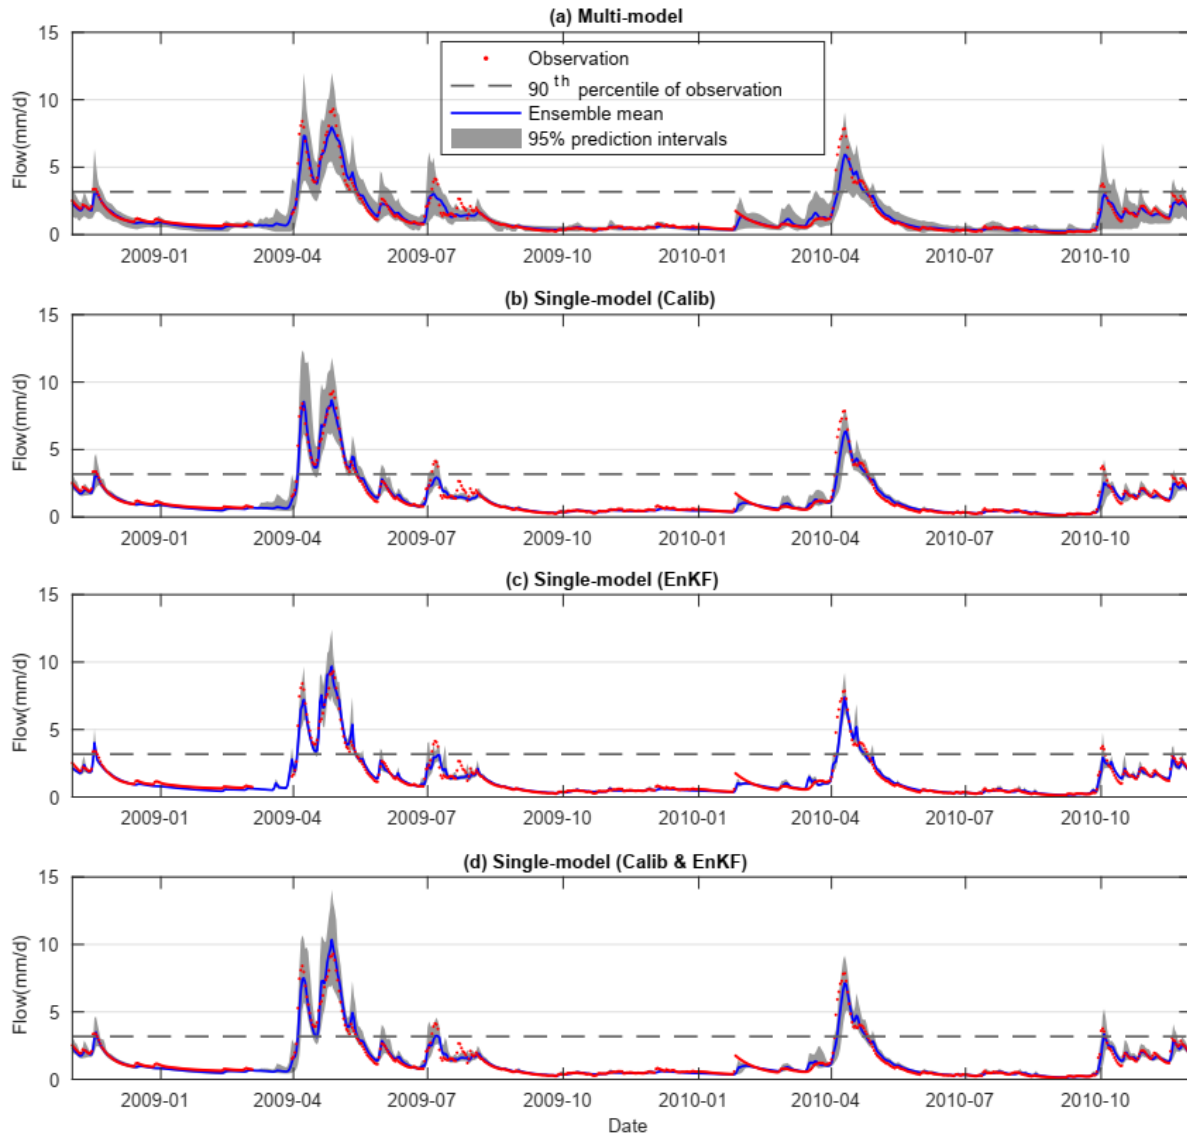 (a) Multi-model
15
10
5
0
Flow(mm/d)
Observation
90 th percentile of observation
Ensemble mean
95% prediction intervals
2009-01 2009-04 2009-07 2009-10 2010-01 2010-04 2010-07 2010-10
(b) Single-model (Calib)
15
10
5
0
Flow(mm/d)
2009-01 2009-04 2009-07 2009-10 2010-01 2010-04 2010-07 2010-10
(c) Single-model (EnKF)
15
10
5
0
Flow(mm/d)
2009-01 2009-04 2009-07 2009-10 2010-01 2010-04 2010-07 2010-10
(d) Single-model (Calib & EnKF)
15
10
5
0
Flow(mm/d)
2009-01 2009-04 2009-07 2009-10 2010-01 2010-04 2010-07 2010-10
Date